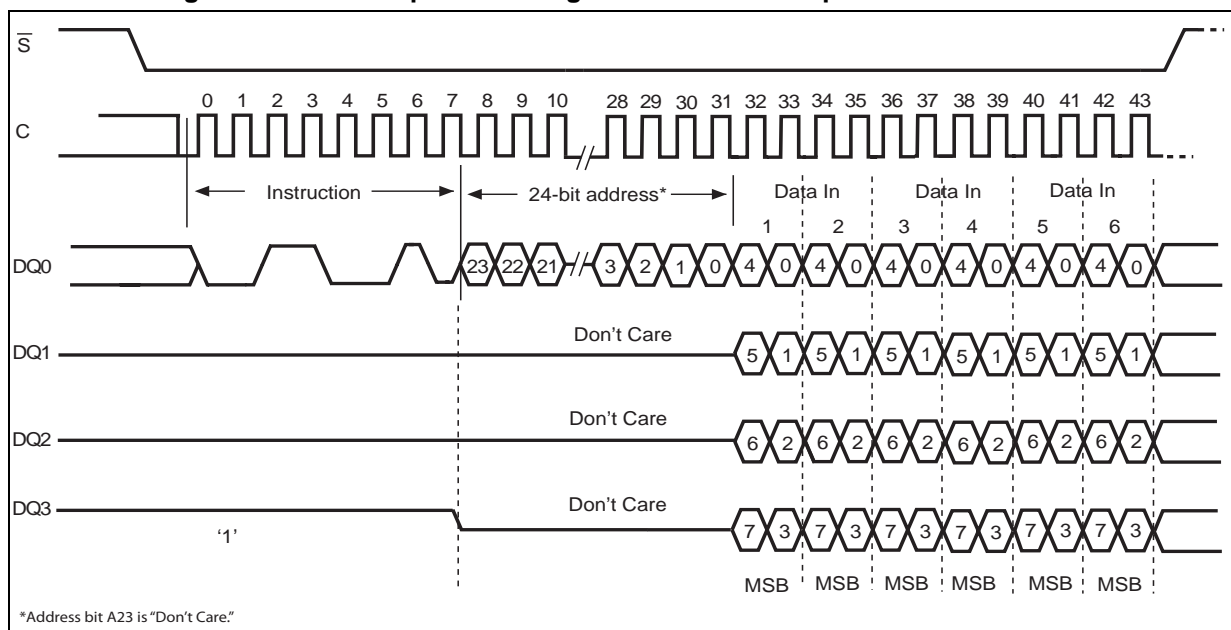 S
0 1 2 3 4 5 6 7 8 9 10 28 29 30 31 32 33 34 35 36 37 38 39 40 41 42 43
C
Instruction 24-bit address* Data In Data In Data In
1 2 3 4 5 6
DQ0 23 22 21 3 2 1 0 4 0 4 0 4 0 4 0 4 0 4 0
Don't Care
DQ1 5 1 5 1 5 1 5 1 5 1 5 1
Don't Care
DQ2 6 2 6 2 6 2 6 2 6 2 6 2
DQ3 Don't Care
7 3 7 3 7 3 7 3 7 3 7 3
‘1’
MSB MSB MSB MSB MSB MSB
*Address bit A23 is “Don’t Care.”